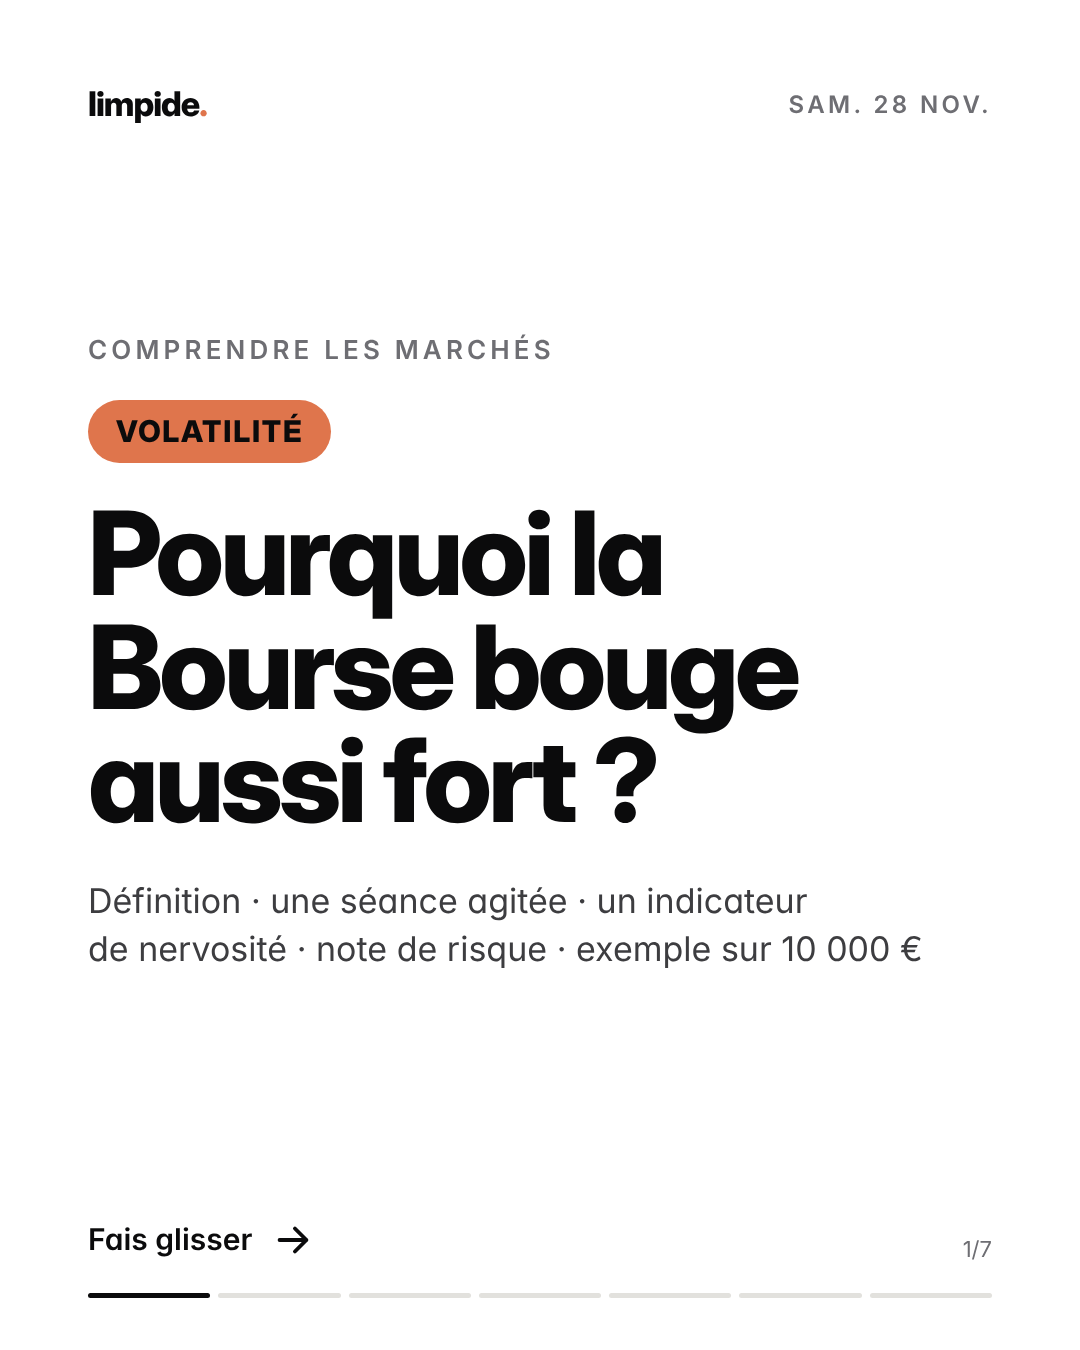 limpide.
SAM. 28 NOV.
COMPRENDRE LES MARCHÉS
VOLATILITÉ
Pourquoi la
Bourse bouge
aussi fort ?
Définition · une séance agitée · un indicateur
de nervosité · note de risque · exemple sur 10 000 €
Fais glisser →
1/7